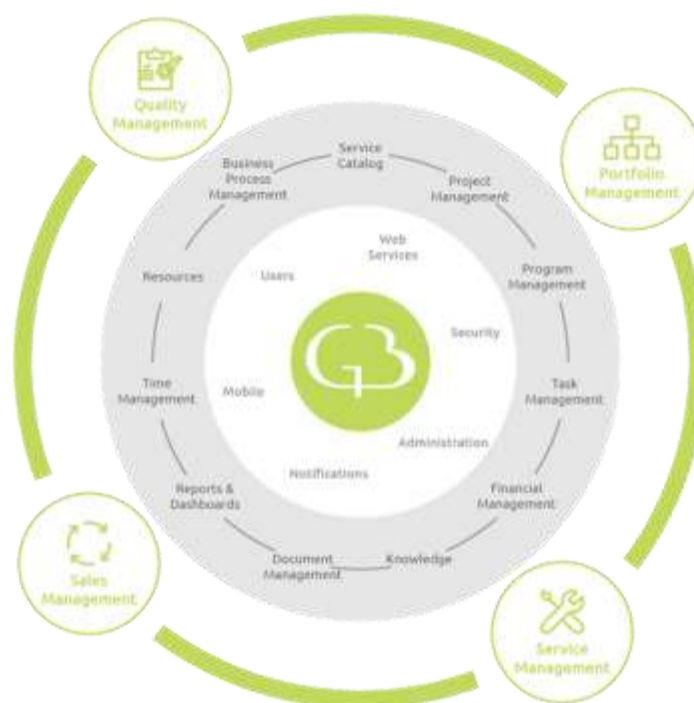 Quality
Management
Portfolio
Management
Service
Management
Sales
Management
Service
Catalog
Project
Management
Program
Management
Task
Management
Financial
Management
Knowledge
Document
Management
Reports &
Dashboards
Time
Management
Resources
Business
Process
Management
Web
Services
Security
Administration
Notifications
Mobile
Users
GB